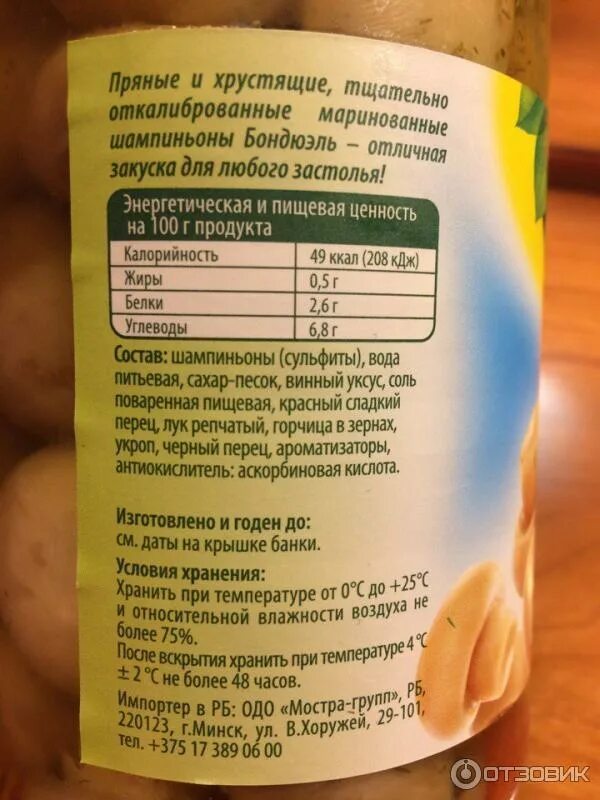 Пряные и хрустящие, тщательно
откалиброванные маринованные
шампиньоны Бондюэль – отличная
закуска для любого застолья!
Энергетическая и пищевая ценность
на 100 г продукта
Калорийность 49 ккал (208 кДж)
Жиры 0,5 г
Белки 2,6 г
Углеводы 6,8 г
Состав: шампиньоны (сульфиты), вода
питьевая, сахар-песок, винный уксус, соль
поваренная пищевая, красный сладкий
перец, лук репчатый, горчица в зернах,
укроп, черный перец, ароматизаторы,
антиокислитель: аскорбиновая кислота.
Изготовлено и годен до:
см. даты на крышке банки.
Условия хранения:
Хранить при температуре от 0°С до +25°С
и относительной влажности воздуха не
более 75%.
После вскрытия хранить при температуре 4 °С
± 2 °С не более 48 часов.
Импортер в РБ: ОДО «Мостра-групп», РБ,
220123, г.Минск, ул. В.Хоружей, 29-101,
тел. +375 17 389 06 00
ОТЗОВИК